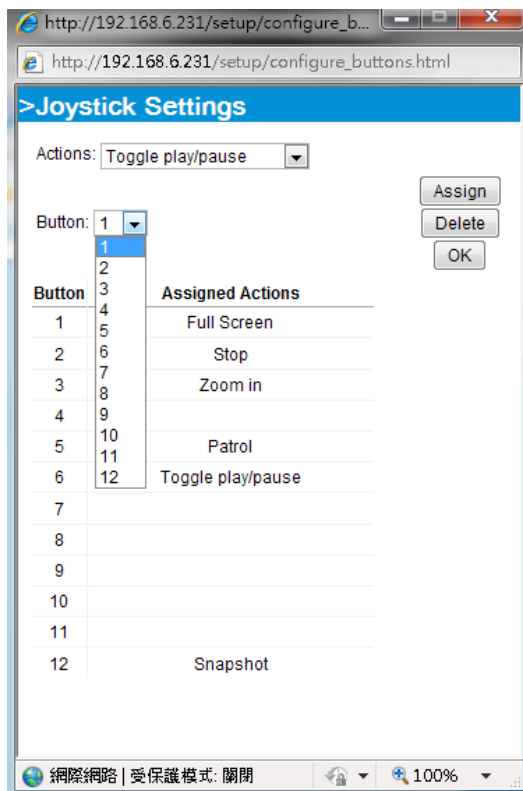 http://192.168.6.231/setup/configure_b...
http://192.168.6.231/setup/configure_buttons.html
>Joystick Settings
Actions: Toggle play/pause
Assign
Button: 1
Delete
OK
1
2
3
4
5
6
7
8
9
10
11
12
Button Assigned Actions
1 Full Screen
2 Stop
3 Zoom in
4
5 Patrol
6 Toggle play/pause
7
8
9
10
11
12 Snapshot
網際網路 | 受保護模式: 關閉 100%